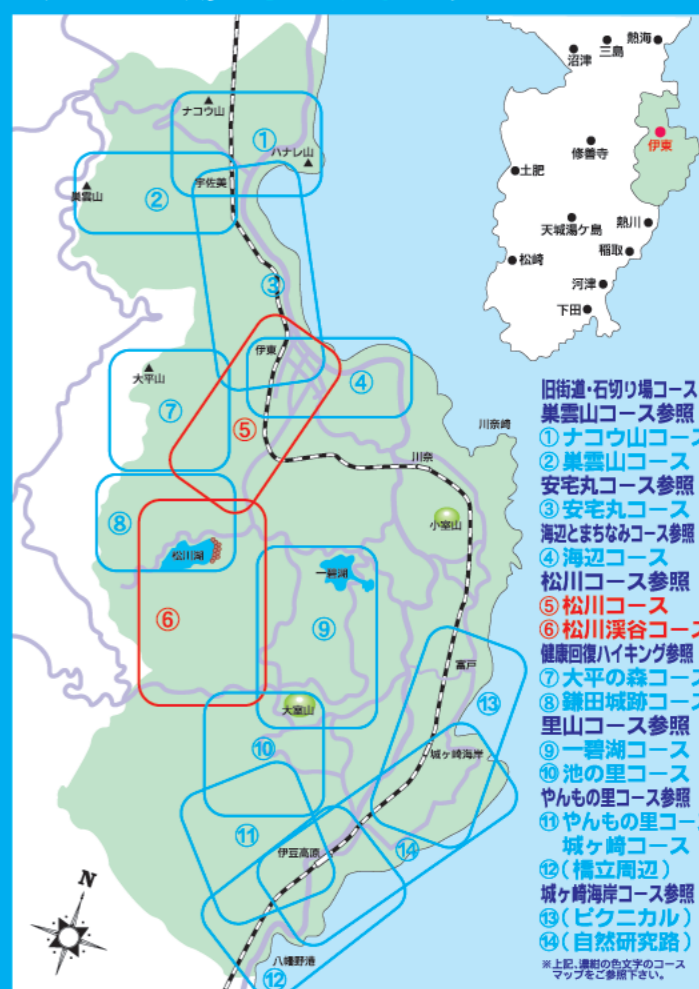 ナコウ山
①
ハナレ山
宇佐美
②
巣雲山
③
伊東
④
大平山
⑦
⑤
川奈崎
川奈
⑧
小室山
松川湖
一碧湖
⑥
⑨
富戸
⑬
大室山
⑩
城ヶ崎海岸
⑪
伊豆高原
⑭
N
八幡野港
⑫
熱海
三島
沼津
伊東
修善寺
土肥
天城湯ケ島
熱川
稲取
松崎
河津
下田
旧街道・石切り場コース
巣雲山コース参照
①ナコウ山コース
②巣雲山コース
安宅丸コース参照
③安宅丸コース
海辺とまちなみコース参照
④海辺コース
松川コース参照
⑤松川コース
⑥松川渓谷コース
健康回復ハイキング参照
⑦大平の森コース
⑧鎌田城跡コース
里山コース参照
⑨一碧湖コース
⑩池の里コース
やんもの里コース参照
⑪やんもの里コー
城ヶ崎コース
⑫(橋立周辺)
城ヶ崎海岸コース参照
⑬(ピクニカル)
⑭(自然研究路)
※上記、濃紺の色文字のコース
マップをご参照下さい。